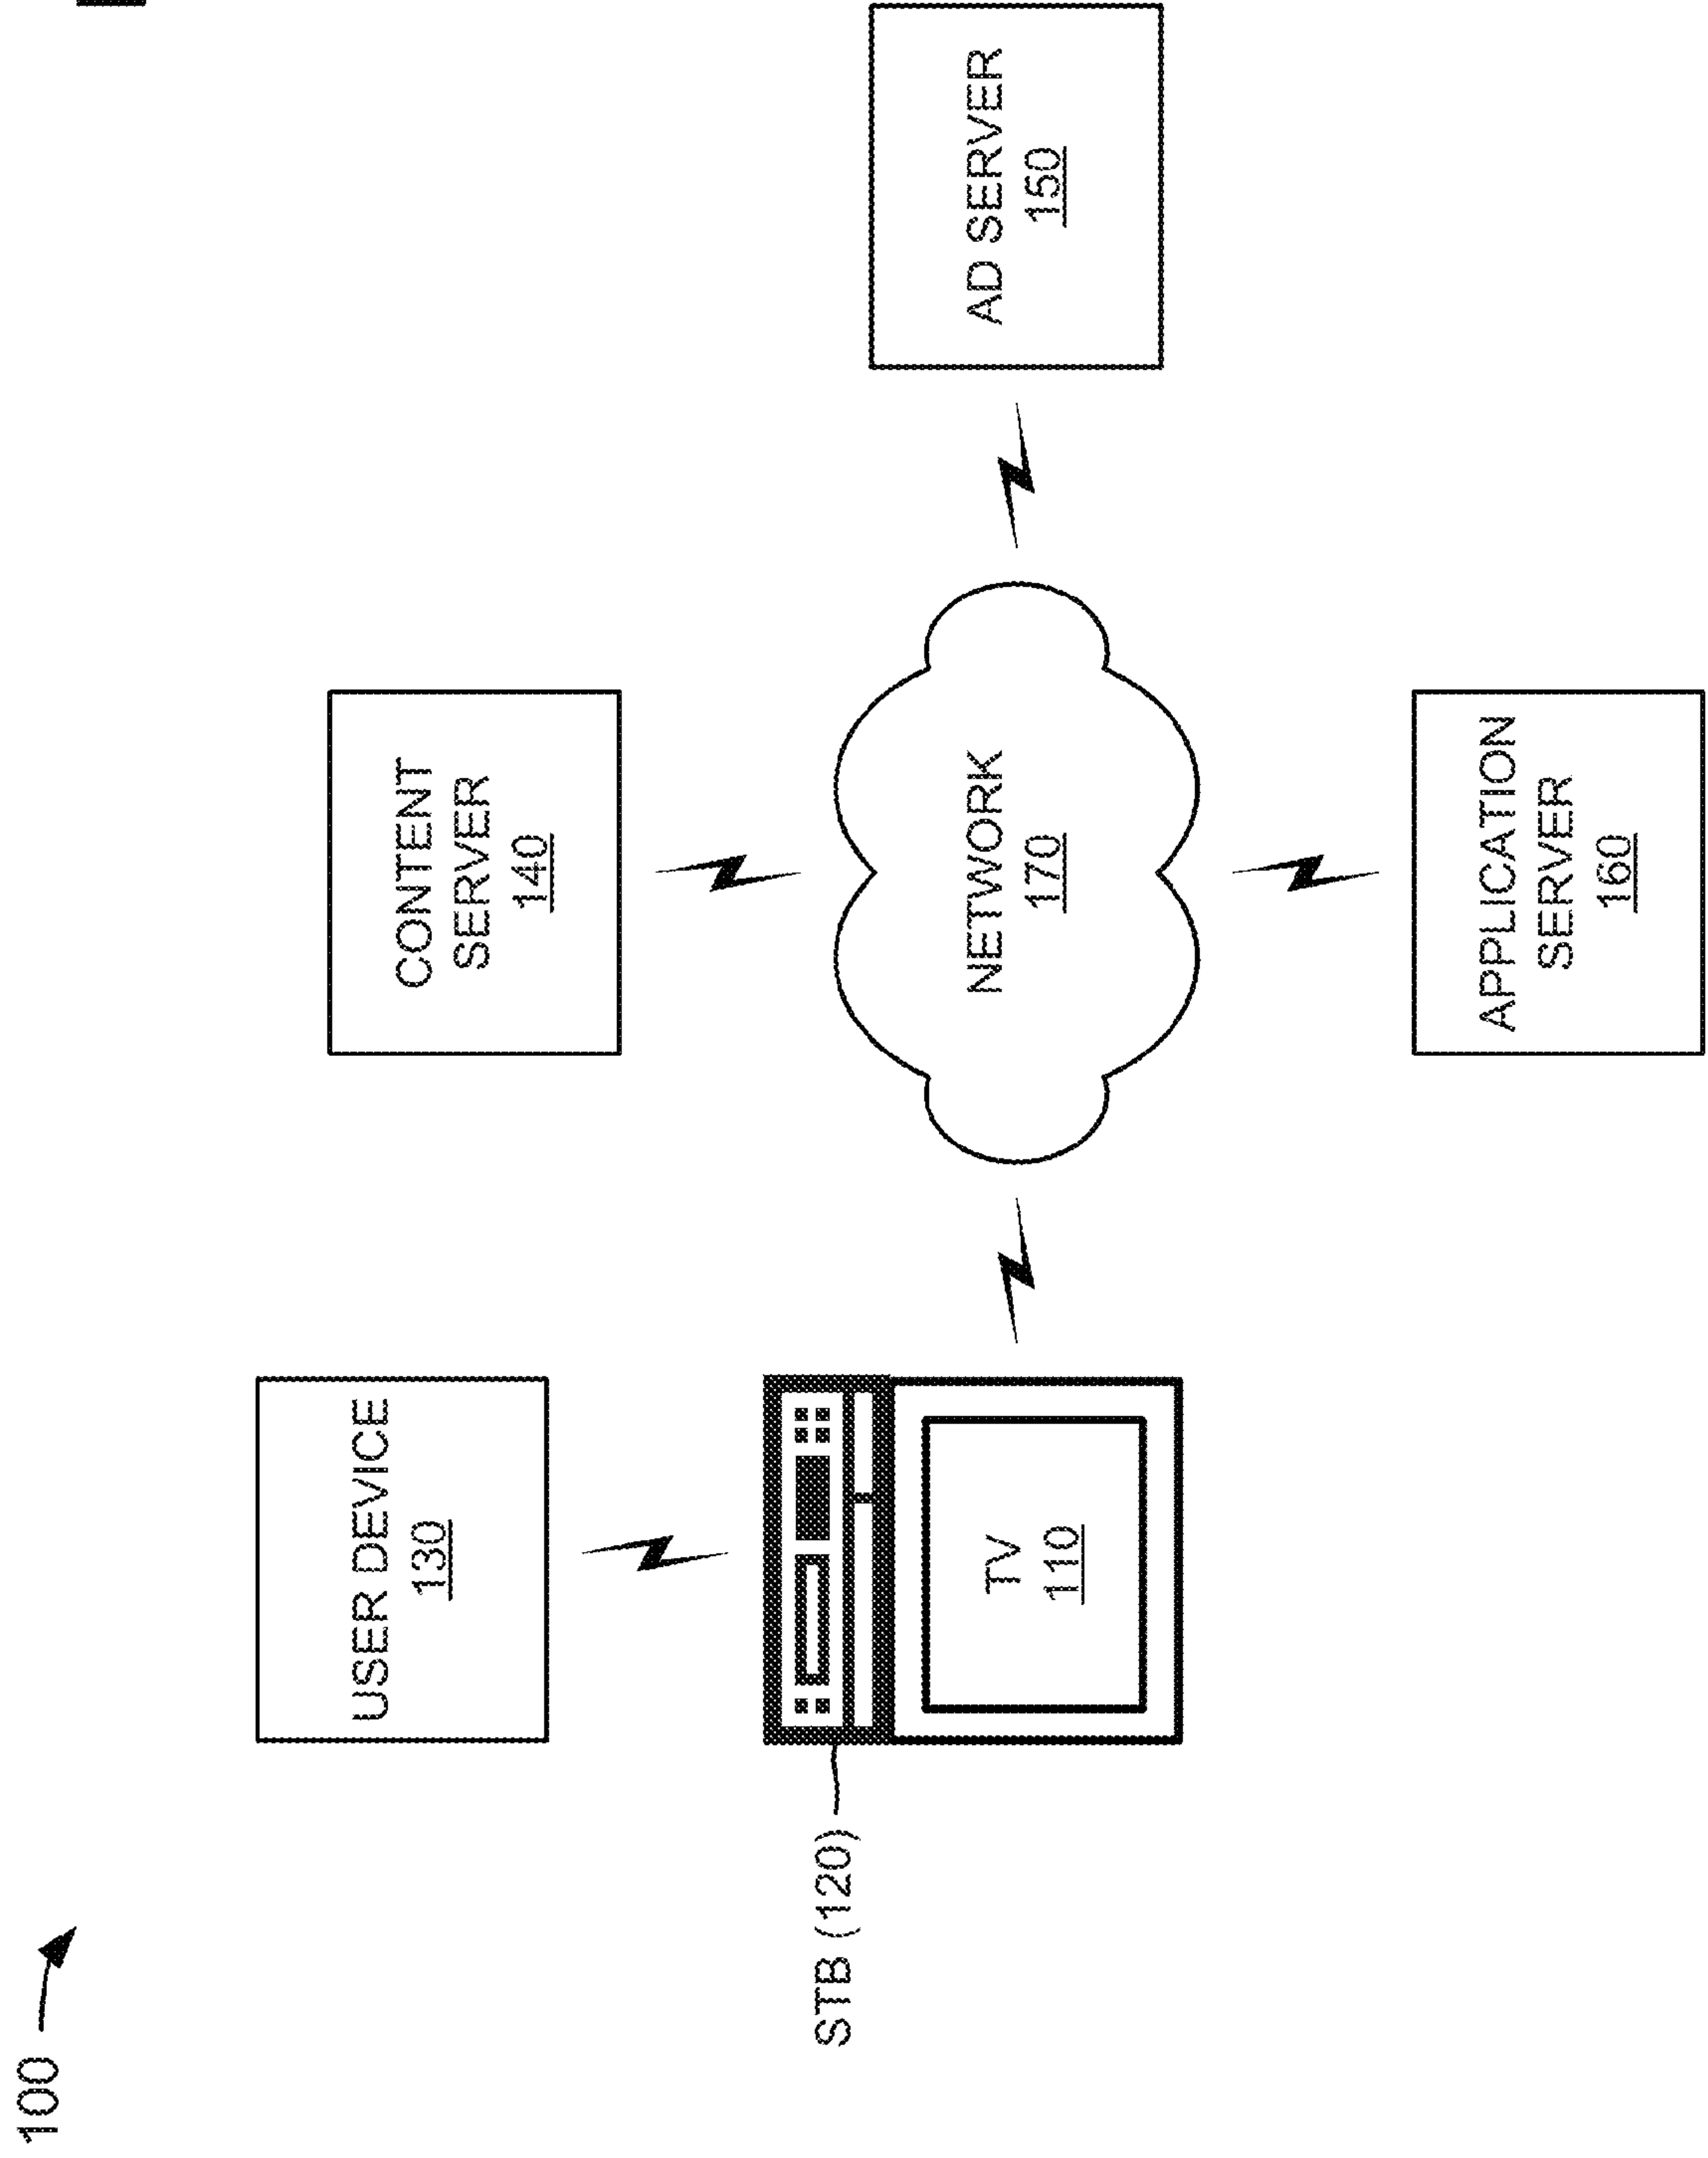 100
USER DEVICE
130
CONTENT
SERVER
140
STB (120)
TV
110
NETWORK
170
AD SERVER
150
APPLICATION
SERVER
160